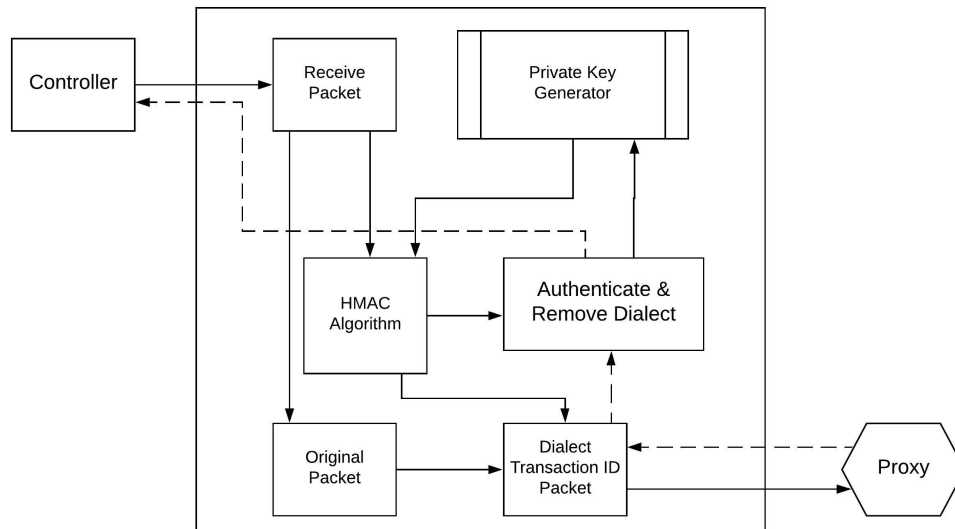 Controller
Receive
Packet
Private Key
Generator
HMAC
Algorithm
Authenticate &
Remove Dialect
Original
Packet
Dialect
Transaction ID
Packet
Proxy